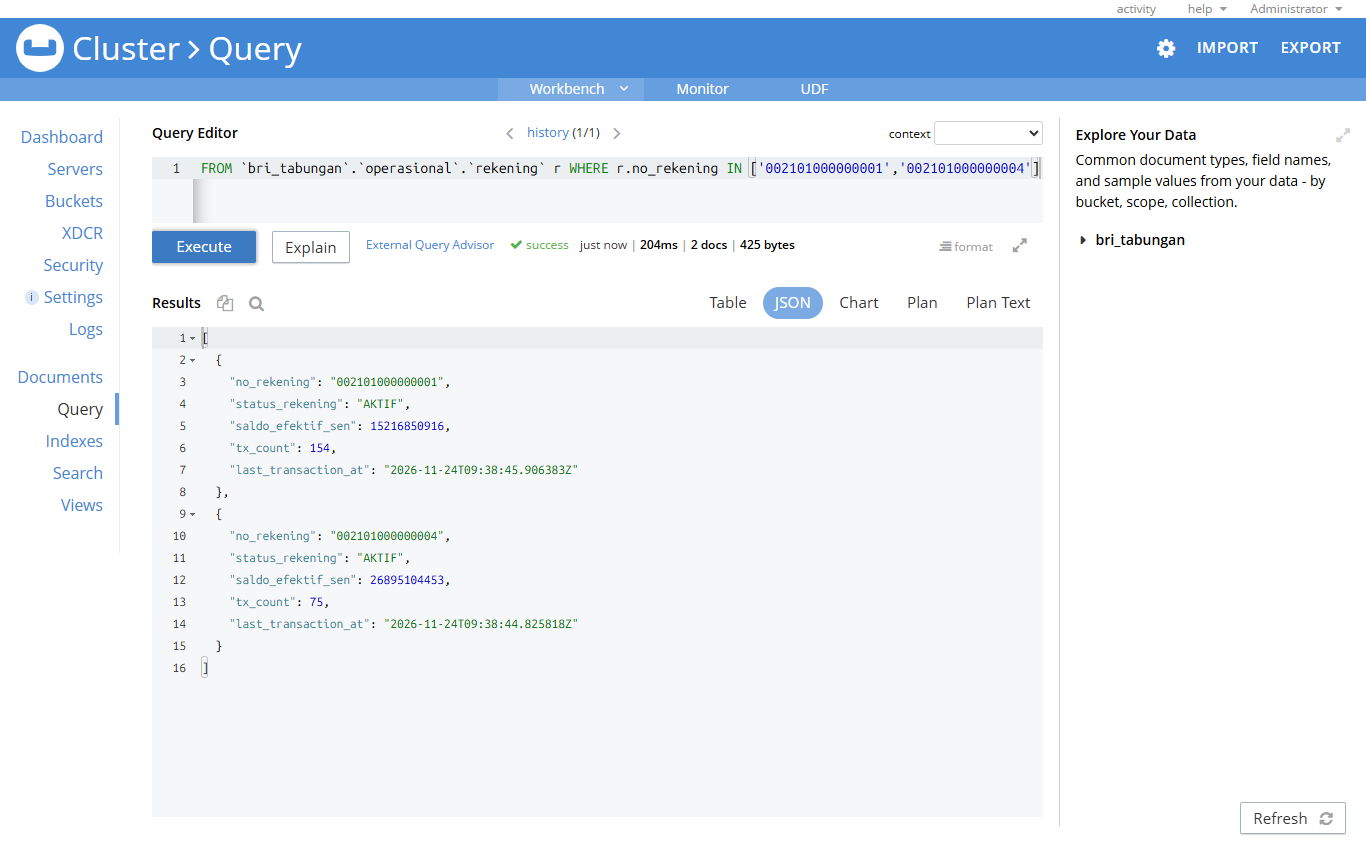 activity help Administrator
Cluster > Query
IMPORT EXPORT
Workbench Monitor UDF
Dashboard
Servers
Buckets
XDCR
Security
Settings
Logs
Documents
Query
Indexes
Search
Views
Query Editor
history (1/1)
context
1 FROM `bri_tabungan`.`operasional`.`rekening` r WHERE r.no_rekening IN ['002101000000001','002101000000004']
Execute Explain External Query Advisor success just now | 204ms | 2 docs | 425 bytes
format
Results
Table JSON Chart Plan Plan Text
1 [
2 {
3 "no_rekening": "002101000000001",
4 "status_rekening": "AKTIF",
5 "saldo_efektif_sen": 15216850916,
6 "tx_count": 154,
7 "last_transaction_at": "2026-11-24T09:38:45.906383Z"
8 },
9 {
10 "no_rekening": "002101000000004",
11 "status_rekening": "AKTIF",
12 "saldo_efektif_sen": 26895104453,
13 "tx_count": 75,
14 "last_transaction_at": "2026-11-24T09:38:44.825818Z"
15 }
16 ]
Explore Your Data
Common document types, field names,
and sample values from your data - by
bucket, scope, collection.
bri_tabungan
Refresh